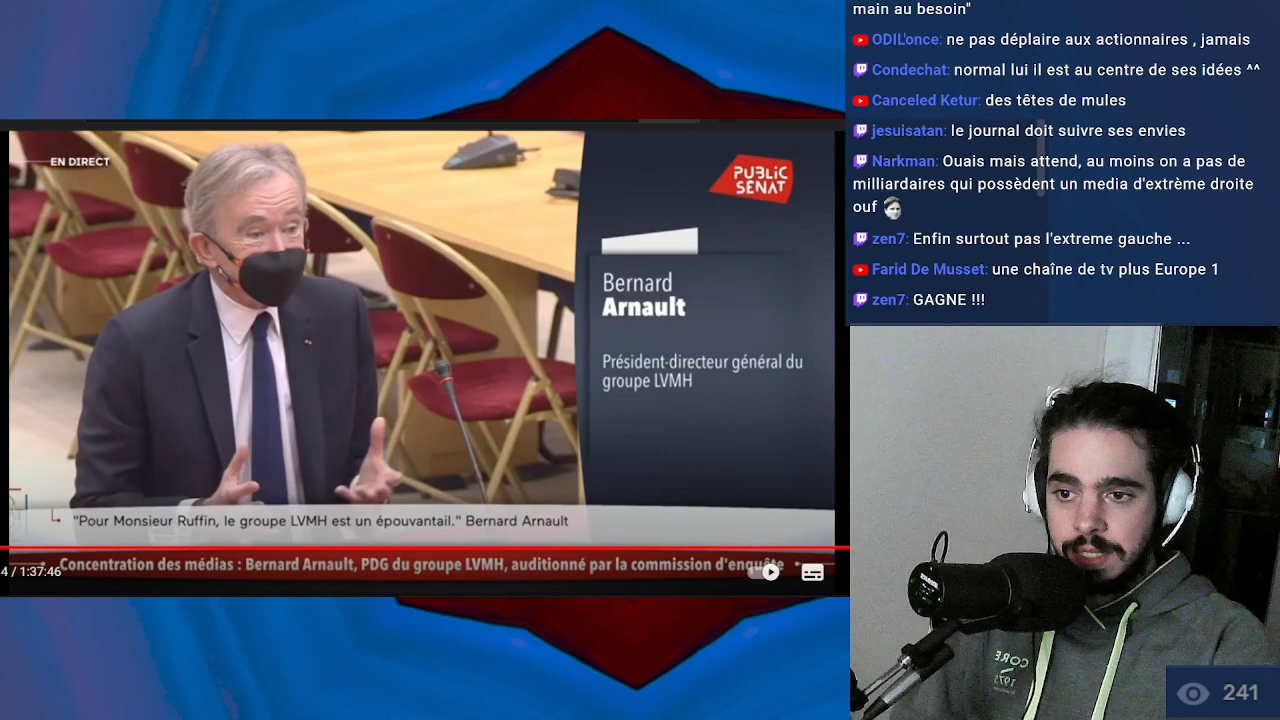 main au besoin"
ODIL'once: ne pas déplaire aux actionnaires , jamais
Condechat: normal lui il est au centre de ses idées ^^
Canceled Ketur: des têtes de mules
jesuisatan: le journal doit suivre ses envies
Narkman: Ouais mais attend, au moins on a pas de
milliardaires qui possèdent un media d'extrème droite
ouf
zen7: Enfin surtout pas l'extreme gauche ...
Farid De Musset: une chaîne de tv plus Europe 1
zen7: GAGNE !!!
EN DIRECT
PUBLIC
SÉNAT
Bernard
Arnault
Président-directeur général du
groupe LVMH
"Pour Monsieur Ruffin, le groupe LVMH est un épouvantail." Bernard Arnault
Concentration des médias : Bernard Arnault, PDG du groupe LVMH, auditionné par la commission d'enquête
4 / 1:37:46
CORE
1975
241